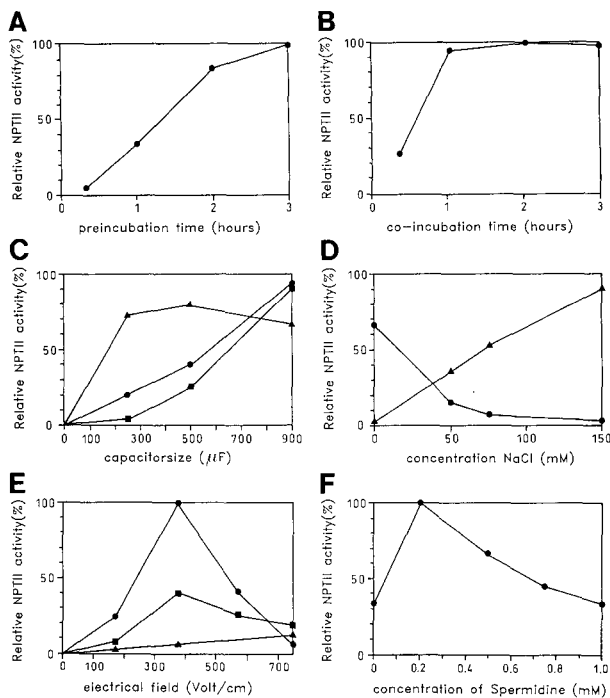 A
Relative NPTII activity(%)
100
50
0
0 1 2 3
preincubation time (hours)
B
Relative NPTII activity(%)
100
50
0
0 1 2 3
co-incubation time (hours)
C
Relative NPTII activity(%)
100
50
0
0 100 300 500 700 900
capacitorsize (μF)
D
Relative NPTII activity(%)
100
50
0
0 50 100 150
concentration NaCl (mM)
E
Relative NPTII activity(%)
100
50
0
0 200 400 600
electrical field (Volt/cm)
F
Relative NPTII activity(%)
100
50
0
0.0 0.2 0.4 0.6 0.8 1.0
concentration of Spermidine (mM)